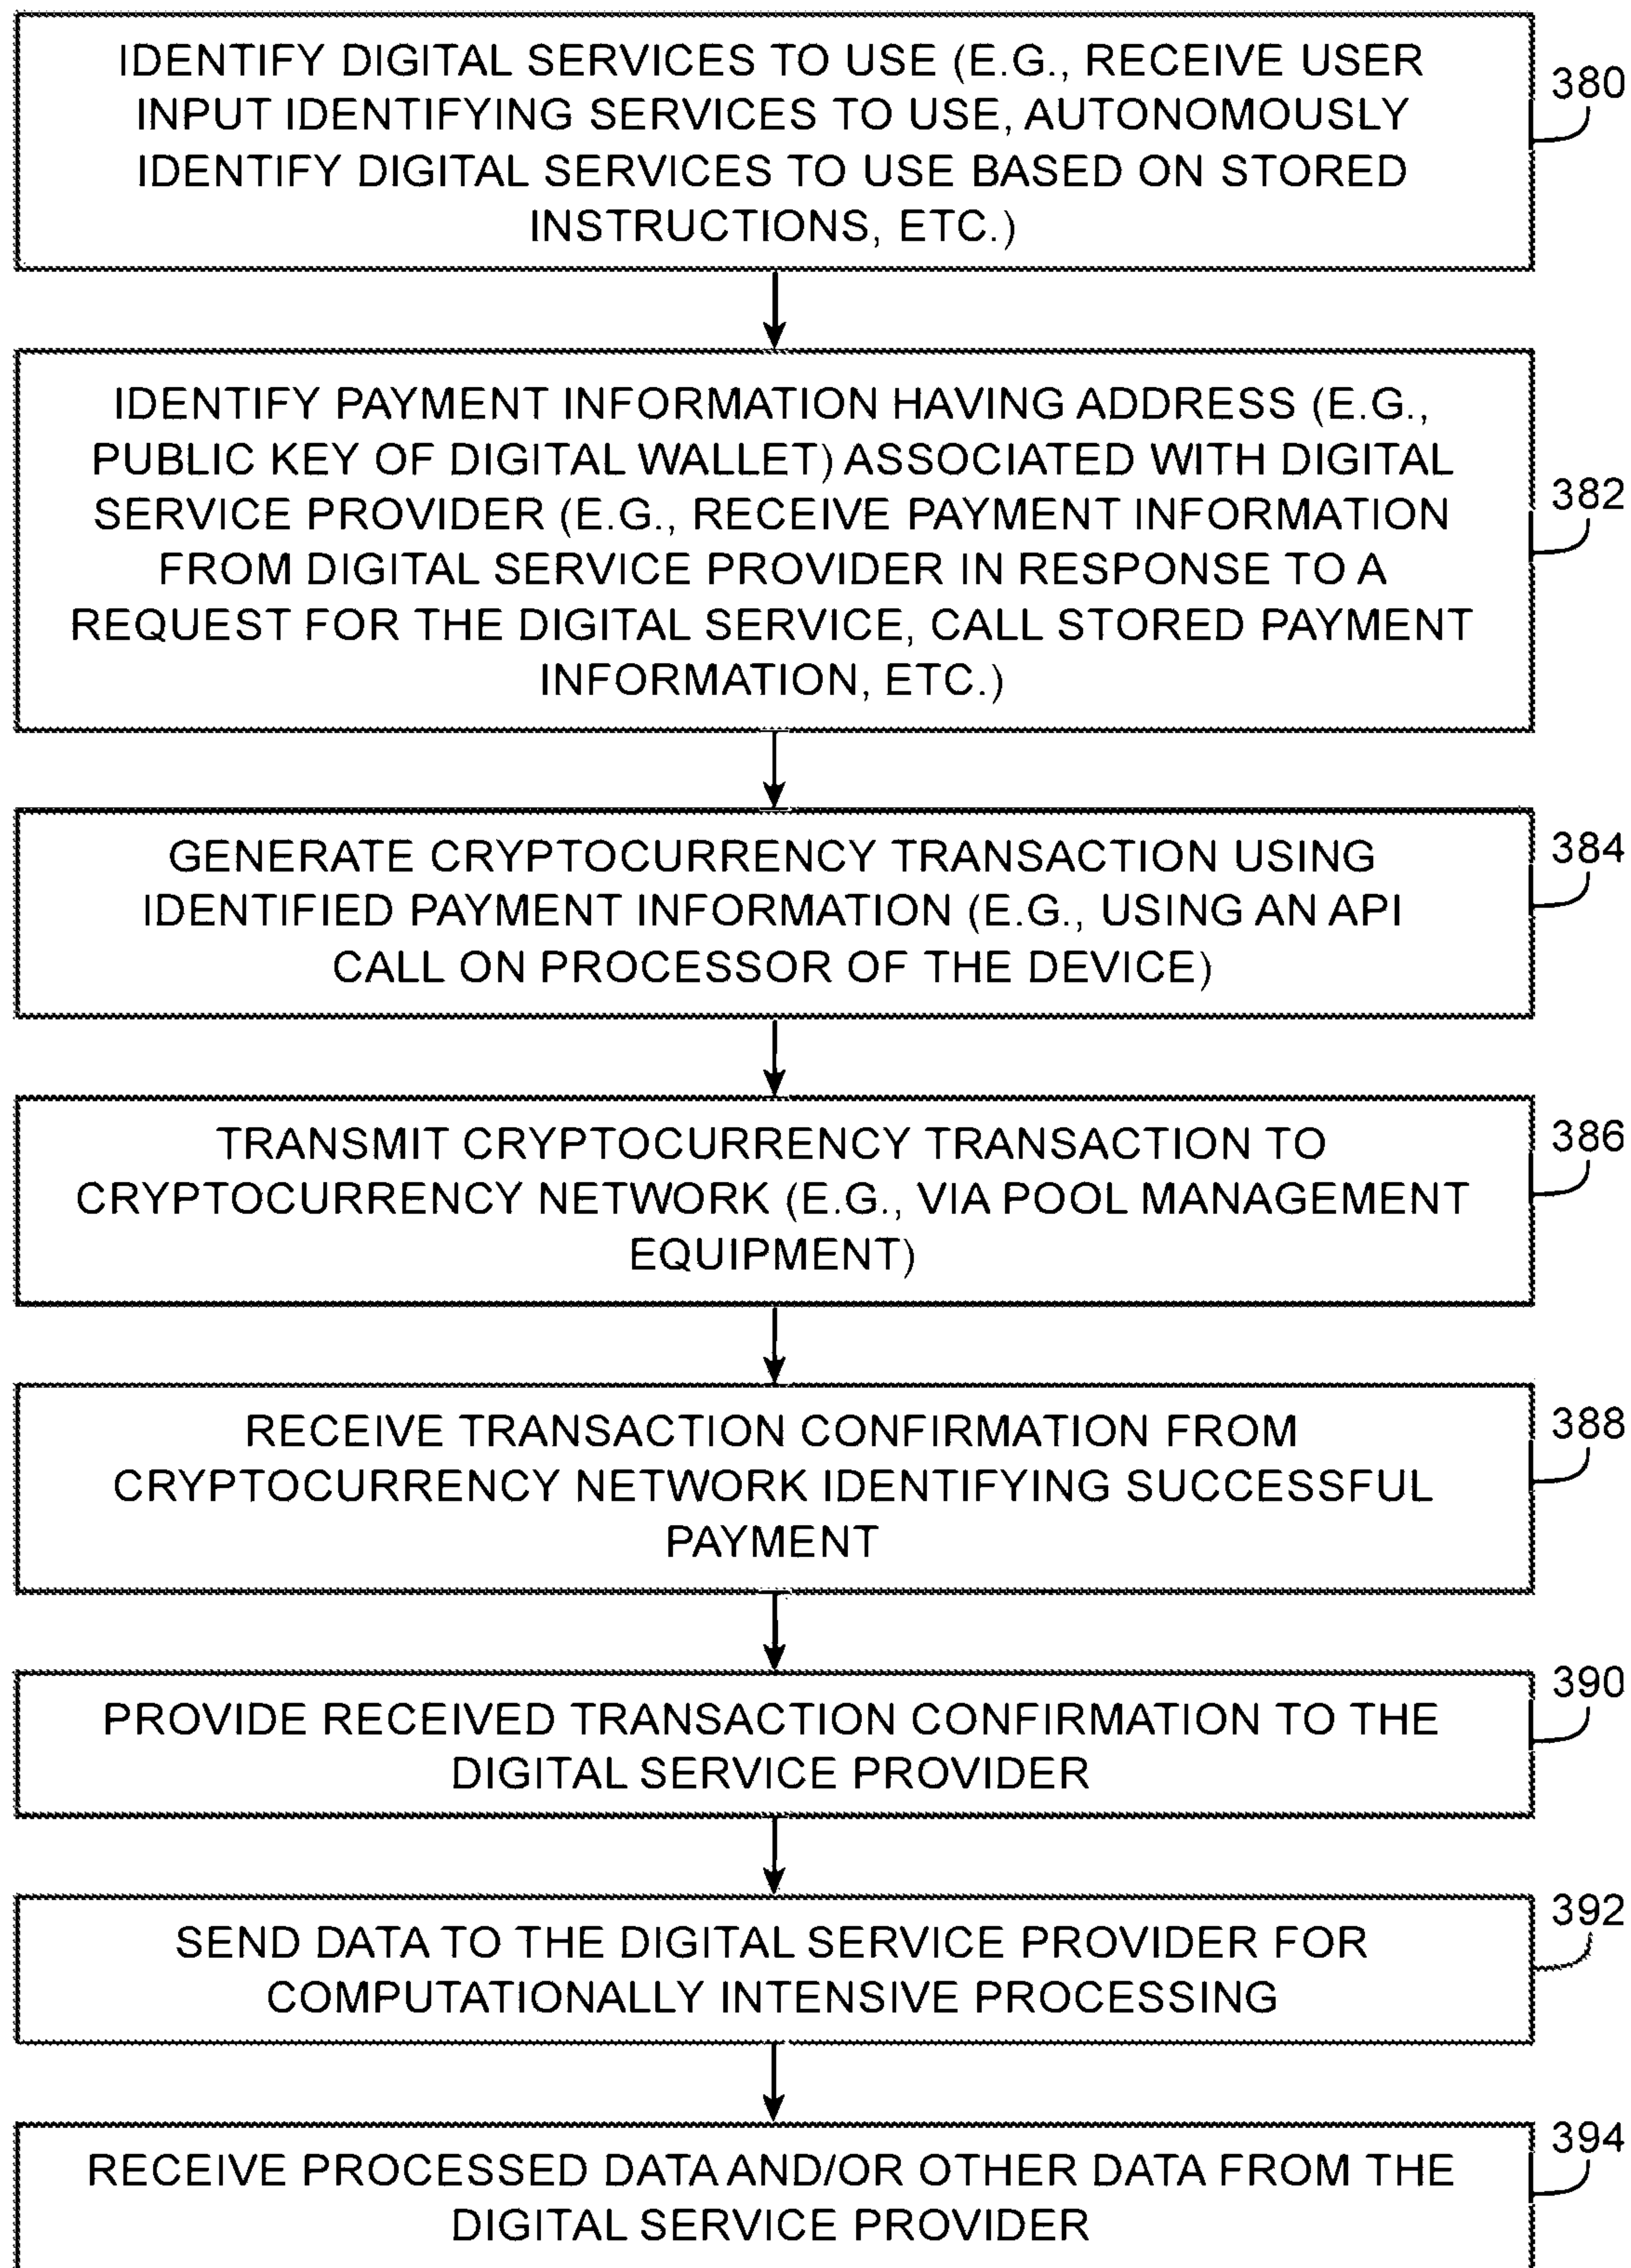 IDENTIFY DIGITAL SERVICES TO USE (E.G., RECEIVE USER
INPUT IDENTIFYING SERVICES TO USE, AUTONOMOUSLY
IDENTIFY DIGITAL SERVICES TO USE BASED ON STORED
INSTRUCTIONS, ETC.)
380
IDENTIFY PAYMENT INFORMATION HAVING ADDRESS (E.G.,
PUBLIC KEY OF DIGITAL WALLET) ASSOCIATED WITH DIGITAL
SERVICE PROVIDER (E.G., RECEIVE PAYMENT INFORMATION
FROM DIGITAL SERVICE PROVIDER IN RESPONSE TO A
REQUEST FOR THE DIGITAL SERVICE, CALL STORED PAYMENT
INFORMATION, ETC.)
382
GENERATE CRYPTOCURRENCY TRANSACTION USING
IDENTIFIED PAYMENT INFORMATION (E.G., USING AN API
CALL ON PROCESSOR OF THE DEVICE)
384
TRANSMIT CRYPTOCURRENCY TRANSACTION TO
CRYPTOCURRENCY NETWORK (E.G., VIA POOL MANAGEMENT
EQUIPMENT)
386
RECEIVE TRANSACTION CONFIRMATION FROM
CRYPTOCURRENCY NETWORK IDENTIFYING SUCCESSFUL
PAYMENT
388
PROVIDE RECEIVED TRANSACTION CONFIRMATION TO THE
DIGITAL SERVICE PROVIDER
390
SEND DATA TO THE DIGITAL SERVICE PROVIDER FOR
COMPUTATIONALLY INTENSIVE PROCESSING
392
RECEIVE PROCESSED DATA AND/OR OTHER DATA FROM THE
DIGITAL SERVICE PROVIDER
394